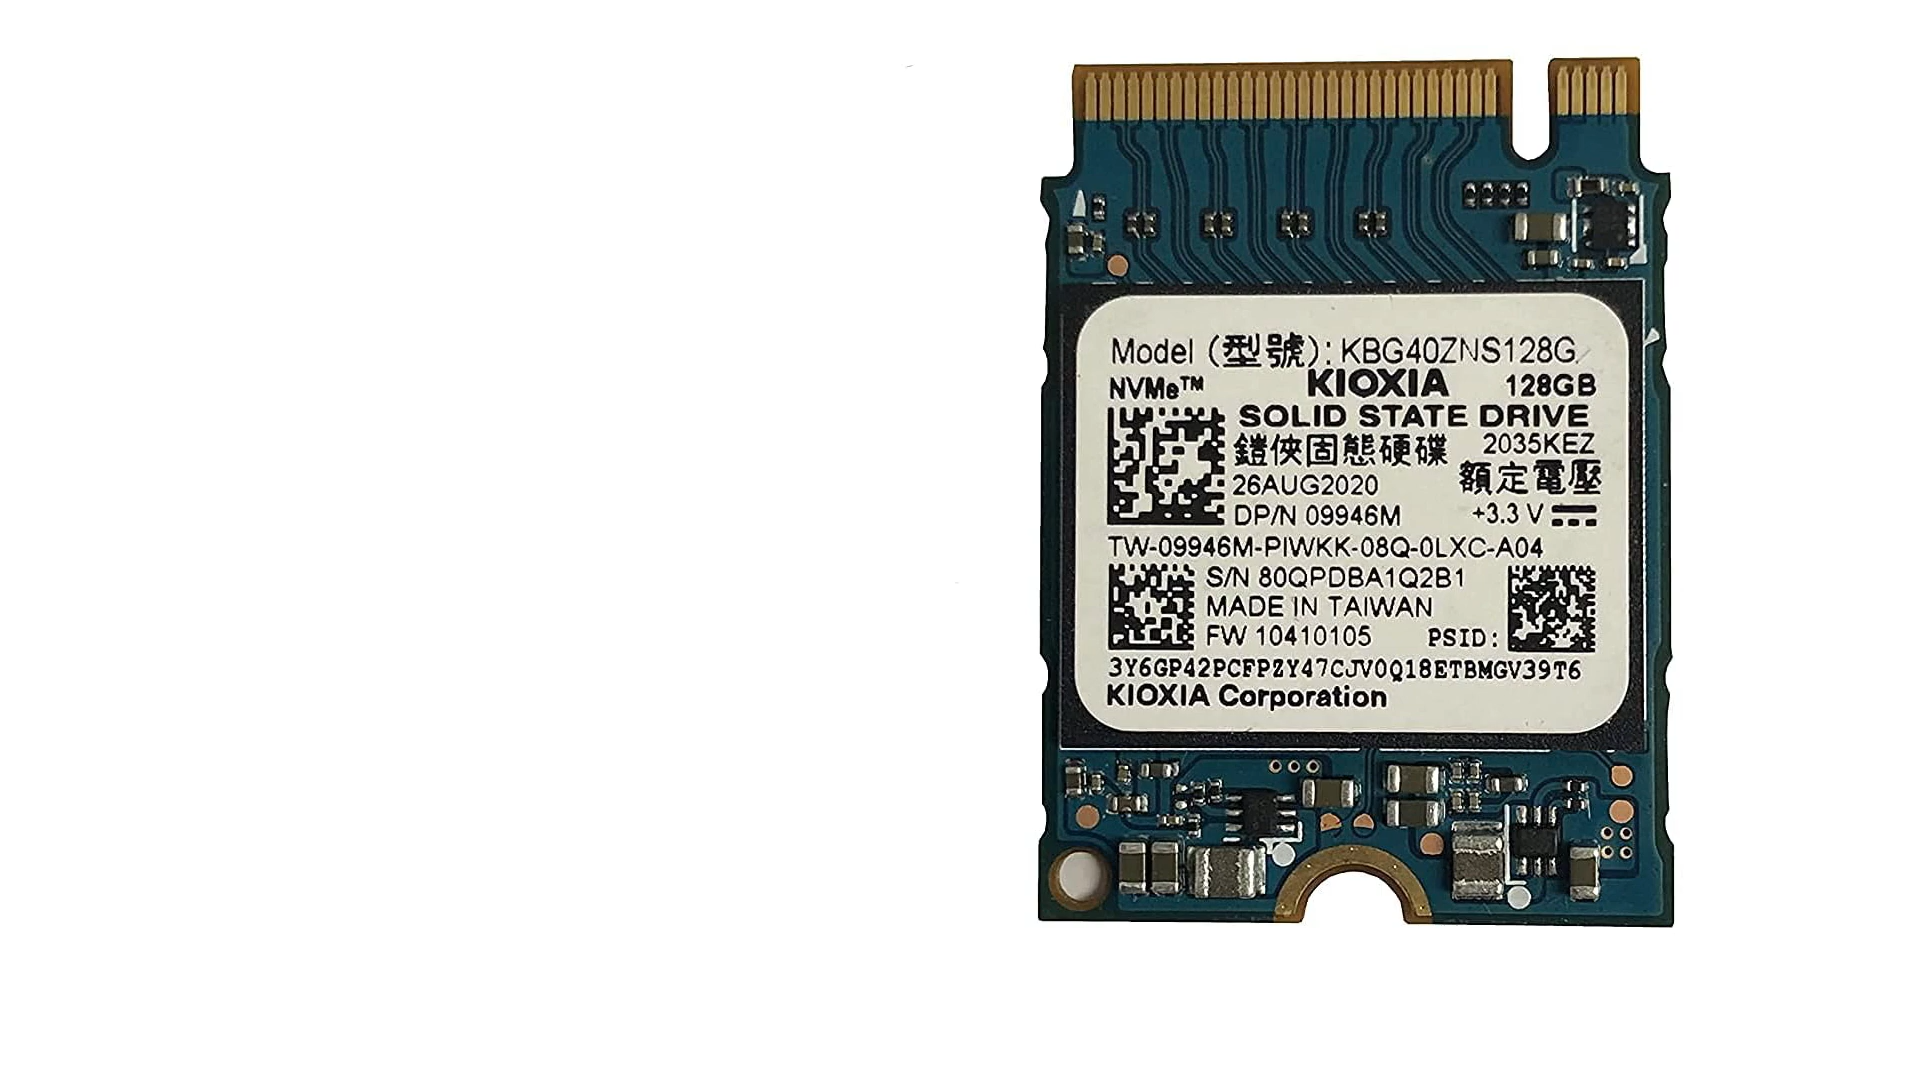 Model (型號): KBG40ZNS128G
NVMe™ KIOXIA 128GB
SOLID STATE DRIVE
鎧俠固態硬碟 2035KEZ
26AUG2020 額定電壓
DP/N 09946M +3.3 V
TW-09946M-PIWKK-08Q-0LXC-A04
S/N 80QPDBA1Q2B1
MADE IN TAIWAN
FW 10410105 PSID:
3Y6GP42PCFPZY47CJV0Q18ETBMGV39T6
KIOXIA Corporation